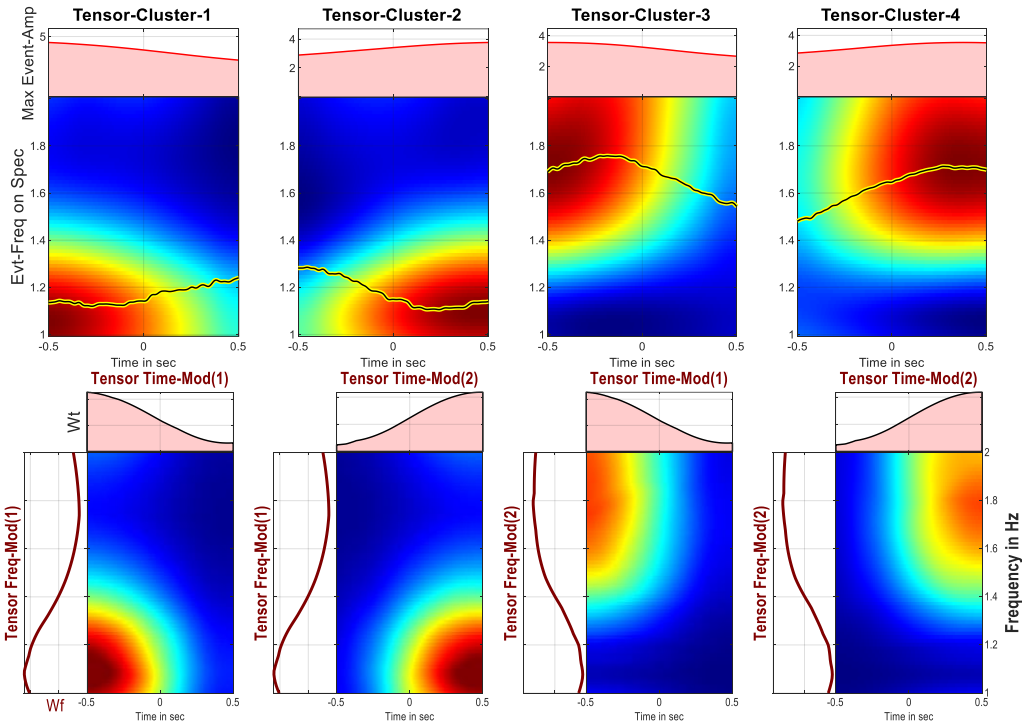 Tensor-Cluster-1 Tensor-Cluster-2 Tensor-Cluster-3 Tensor-Cluster-4
Max Event-Amp
5
4
2
4
2
4
2
Evt-Freq on Spec
1.8
1.6
1.4
1.2
1
1.8
1.6
1.4
1.2
1
1.8
1.6
1.4
1.2
1
1.8
1.6
1.4
1.2
1
-0.5 0 0.5 -0.5 0 0.5 -0.5 0 0.5 -0.5 0 0.5
Time in sec Time in sec Time in sec Time in sec
Tensor Time-Mod(1) Tensor Time-Mod(2) Tensor Time-Mod(1) Tensor Time-Mod(2)
Wt
Tensor Freq-Mod(1)
Tensor Freq-Mod(1)
Tensor Freq-Mod(2)
Tensor Freq-Mod(2)
2
1.8
1.6
1.4
1.2
1
Frequency in Hz
Wf
-0.5 0 0.5 -0.5 0 0.5 -0.5 0 0.5 -0.5 0 0.5
Time in sec Time in sec Time in sec Time in sec